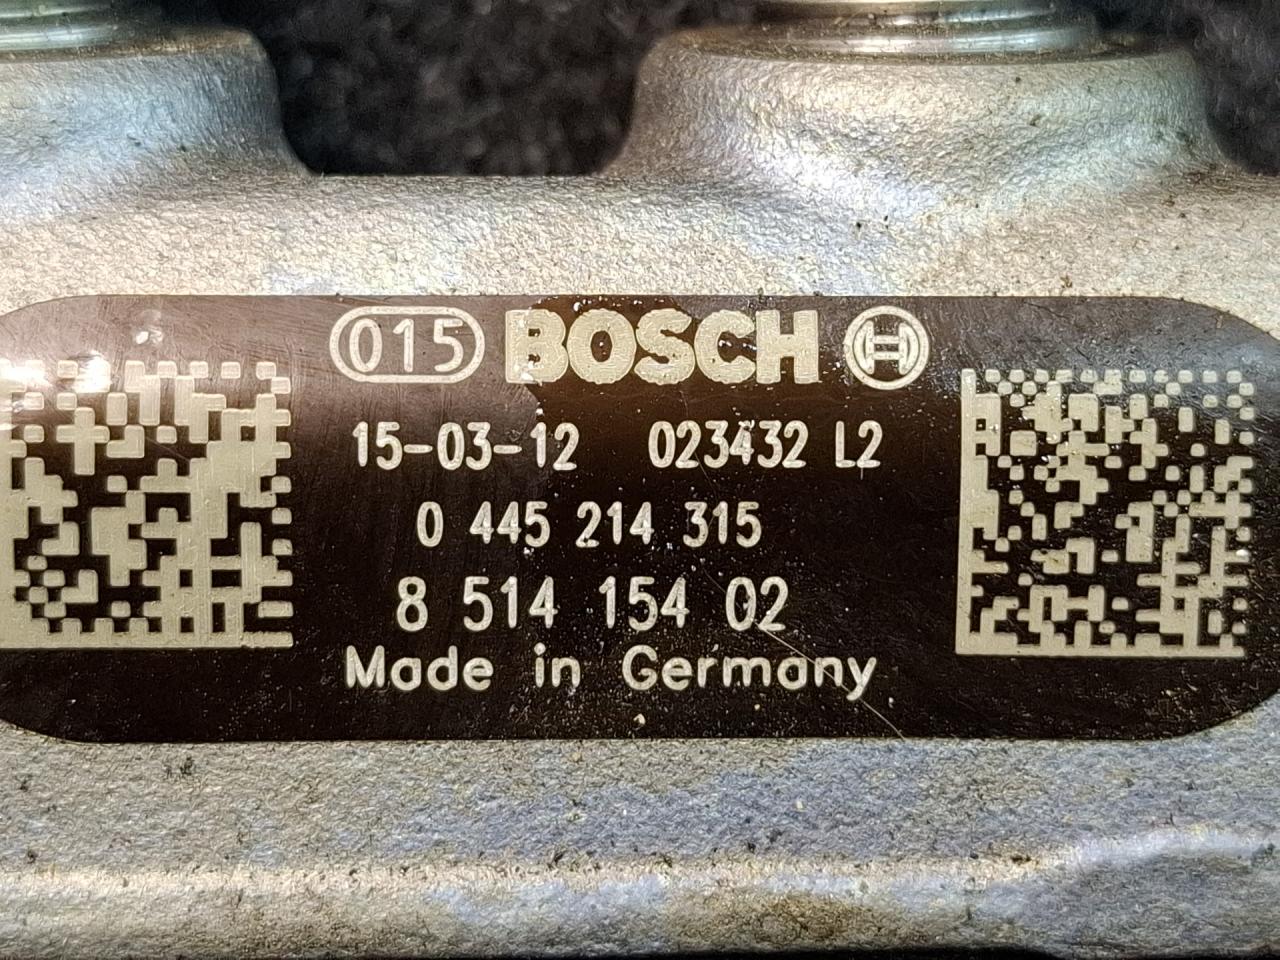 015 BOSCH
15-03-12 023432 L2
0 445 214 315
8 514 154 02
Made in Germany